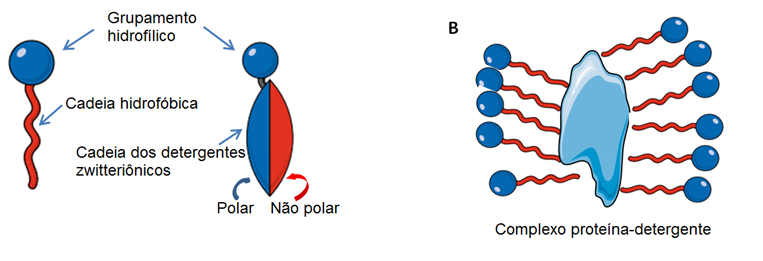 Grupamento
hidrofílico
Cadeia hidrofóbica
Cadeia dos detergentes
zwitteriônicos
Polar
Não polar
B
Complexo proteína-detergente